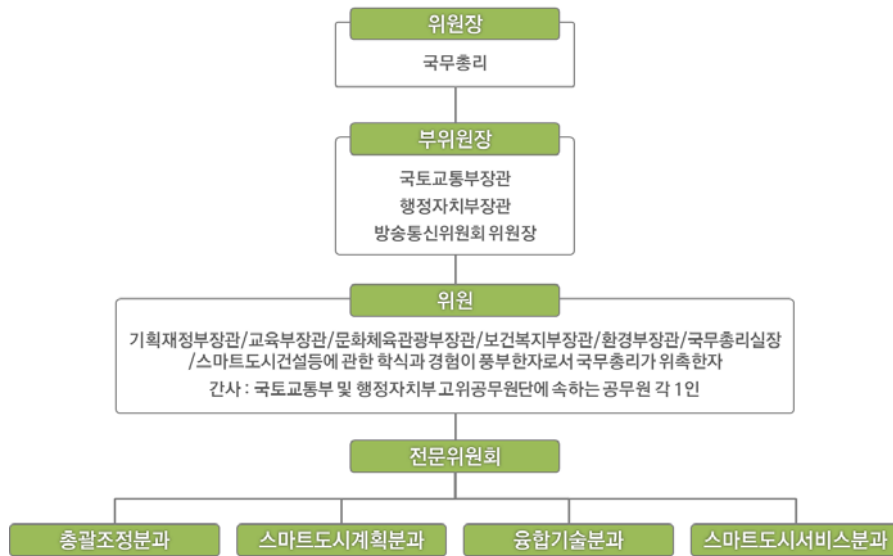 위원장
국무총리
부위원장
국토교통부장관
행정자치부장관
방송통신위원회 위원장
위원
기획재정부장관/교육부장관/문화체육관광부장관/보건복지부장관/환경부장관/국무총리실장
/스마트도시건설등에 관한 학식과 경험이 풍부한자로서 국무총리가 위촉한자
간사 : 국토교통부 및 행정자치부 고위공무원단에 속하는 공무원 각 1인
전문위원회
총괄조정분과
스마트도시계획분과
융합기술분과
스마트도시서비스분과